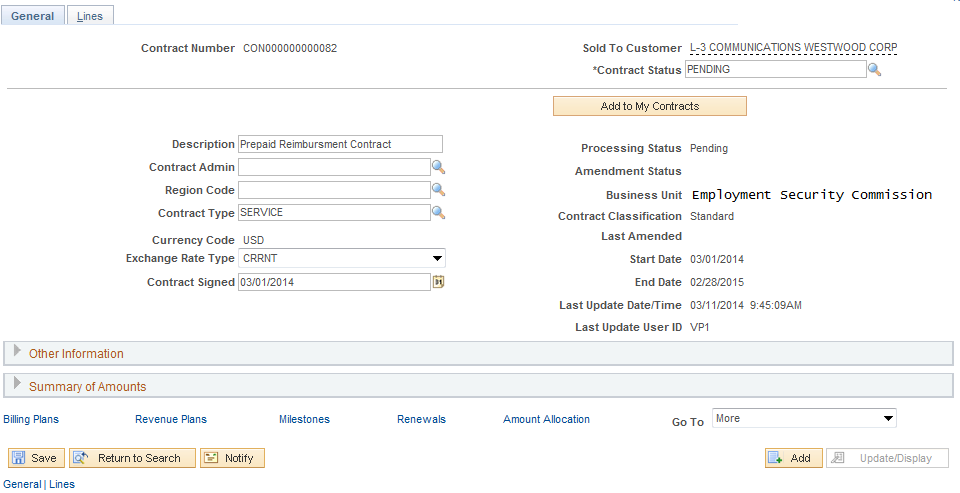 General Lines
Contract Number CON000000000082 Sold To Customer L-3 COMMUNICATIONS WESTWOOD CORP
*Contract Status PENDING
Add to My Contracts
Description Prepaid Reimbursment Contract Processing Status Pending
Contract Admin Amendment Status
Region Code Business Unit Employment Security Commission
Contract Type SERVICE Contract Classification Standard
Currency Code USD Last Amended
Exchange Rate Type CRRNT Start Date 03/01/2014
Contract Signed 03/01/2014 End Date 02/28/2015
Last Update Date/Time 03/11/2014 9:45:09AM
Last Update User ID VP1
Other Information
Summary of Amounts
Billing Plans Revenue Plans Milestones Renewals Amount Allocation Go To More
Save Return to Search Notify Add Update/Display
General | Lines